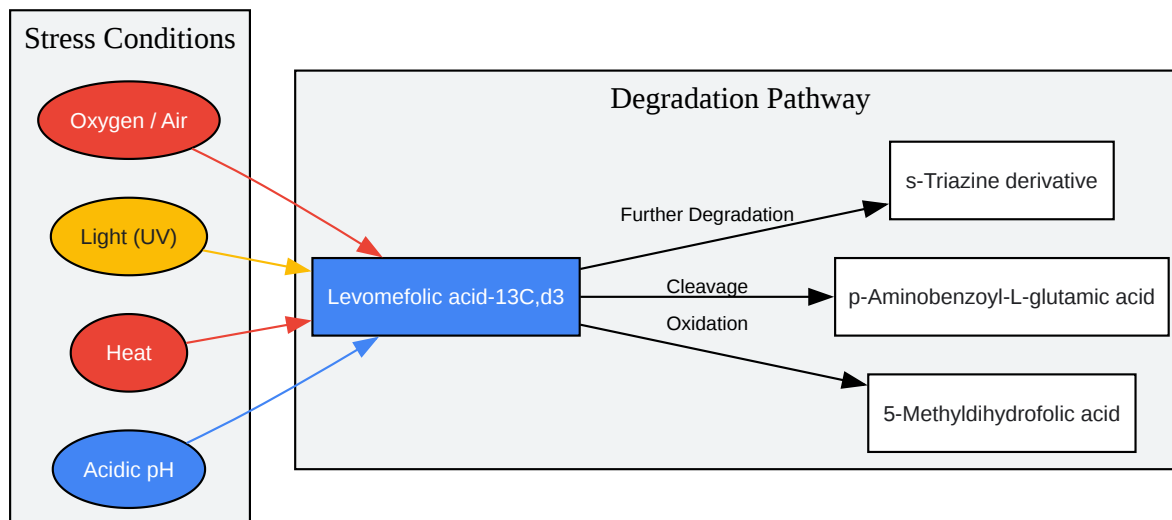 Stress Conditions
Oxygen / Air
Light (UV)
Heat
Acidic pH
Degradation Pathway
Levomefolic acid-13C,d3
Further Degradation
Cleavage
Oxidation
s-Triazine derivative
p-Aminobenzoyl-L-glutamic acid
5-Methyldihydrofolic acid